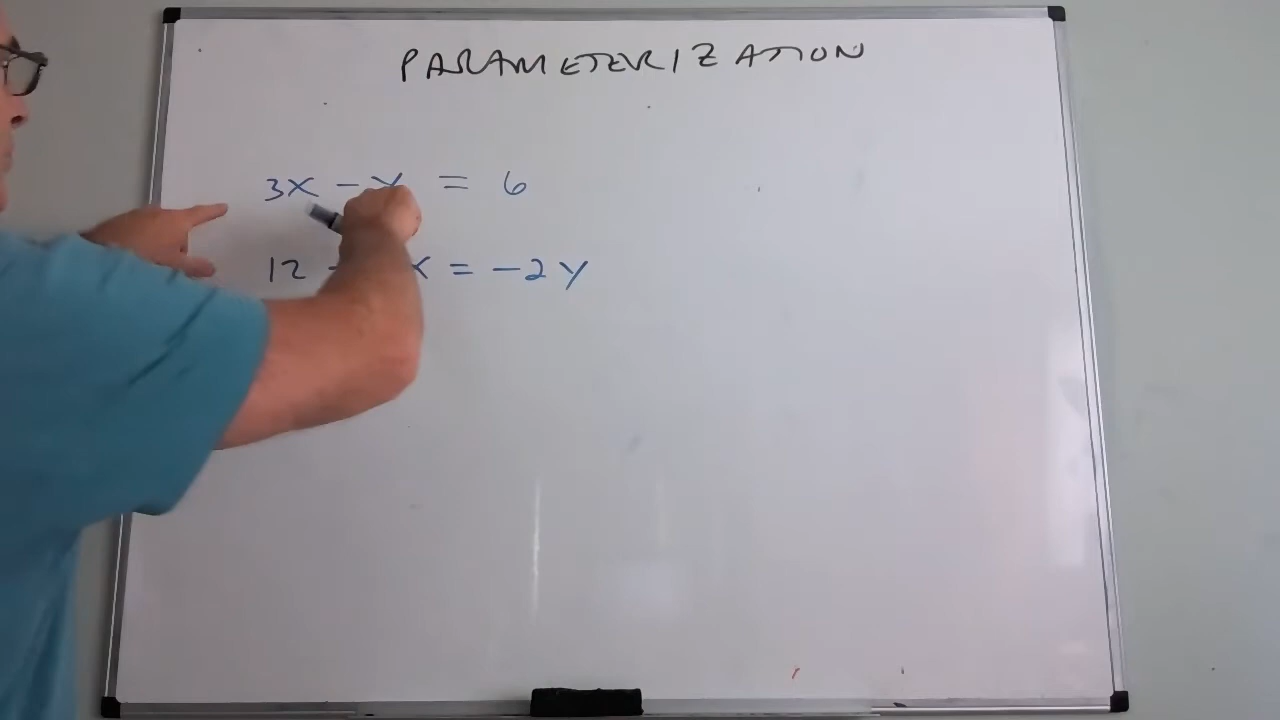 PARAMETERIZATION
3x - y = 6
12 - x = -2y